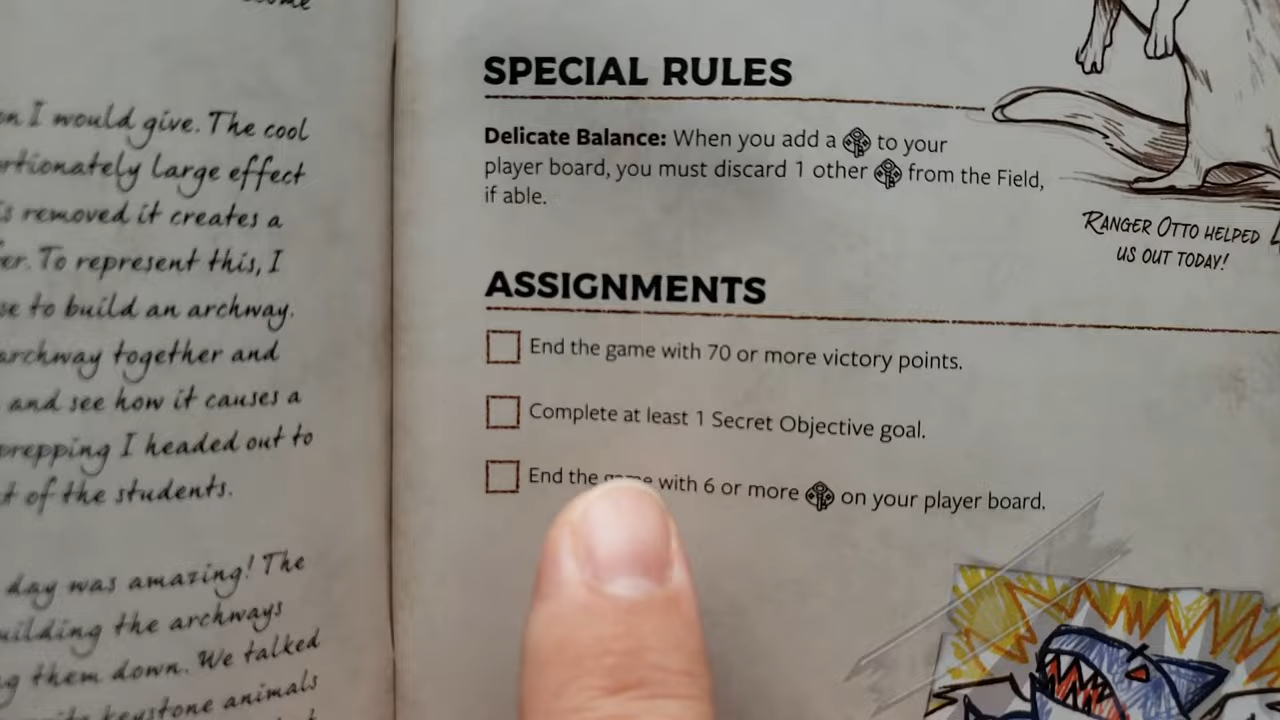 on I would give. The cool
large effect
is removed it creates a
To represent this, I
to build an archway.
archway together and
and see how it causes a
prepping I headed out to
of the students.
day was amazing! The
building the archways
them down. We talked
keystone animals
SPECIAL RULES
Delicate Balance: When you add a to your
player board, you must discard 1 other from the Field,
if able.
RANGER OTTO HELPED
US OUT TODAY!
ASSIGNMENTS
End the game with 70 or more victory points.
Complete at least 1 Secret Objective goal.
End the game with 6 or more on your player board.